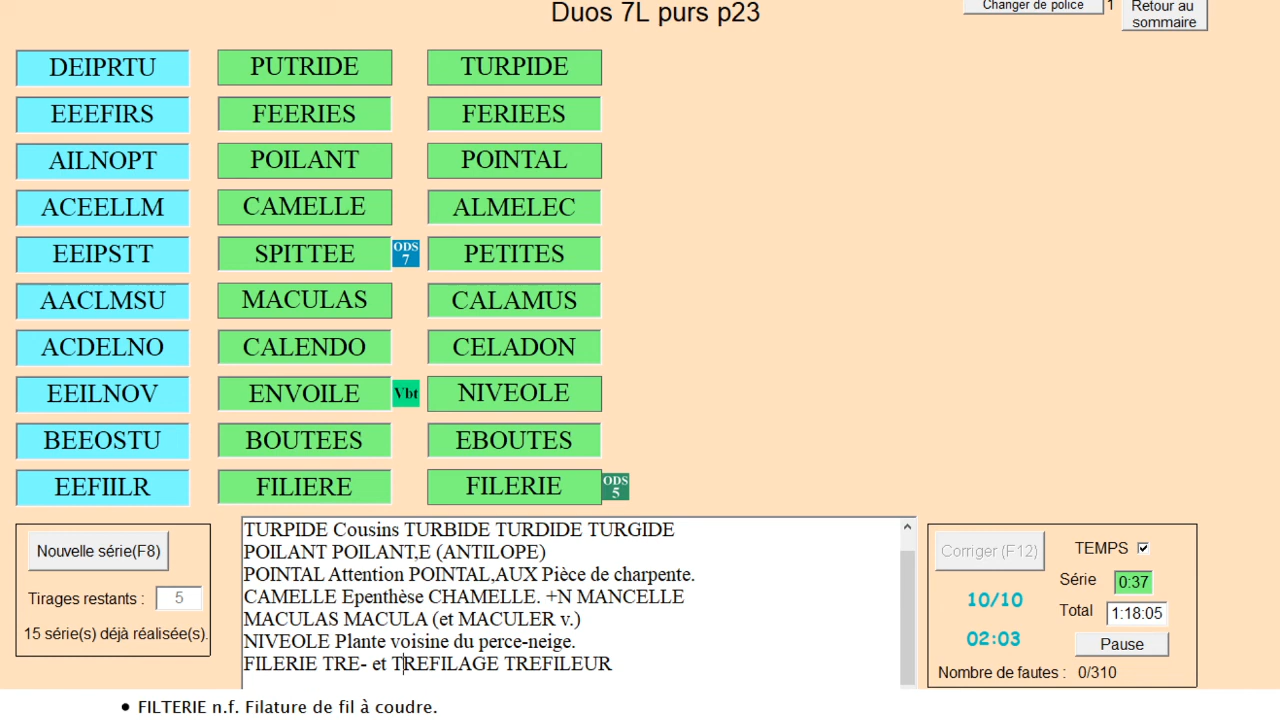 Duos 7L purs p23
Changer de police 1
Retour au
sommaire
DEIPRTU PUTRIDE TURPIDE
EEEFIRS FEERIES FERIEES
AILNOPT POILANT POINTAL
ACEELLM CAMELLE ALMELEC
EEIPSTT SPITTEE ODS 7 PETITES
AACLMSU MACULAS CALAMUS
ACDELNO CALENDO CELADON
EEILNOV ENVOILE Vbt NIVEOLE
BEEOSTU BOUTEES EBOUTES
EEFIILR FILIERE FILERIE ODS 5
Nouvelle série(F8)
Tirages restants : 5
15 série(s) déjà réalisée(s).
TURPIDE Cousins TURBIDE TURDIDE TURGIDE
POILANT POILANT,E (ANTILOPE)
POINTAL Attention POINTAL,AUX Pièce de charpente.
CAMELLE Epenthèse CHAMELLE. +N MANCELLE
MACULAS MACULA (et MACULER v.)
NIVEOLE Plante voisine du perce-neige.
FILERIE TRE- et TREFILAGE TREFILEUR
Corriger (F12)
TEMPS
Série 0:37
10/10
Total 1:18:05
02:03
Pause
Nombre de fautes : 0/310
• FILTERIE n.f. Filature de fil à coudre.